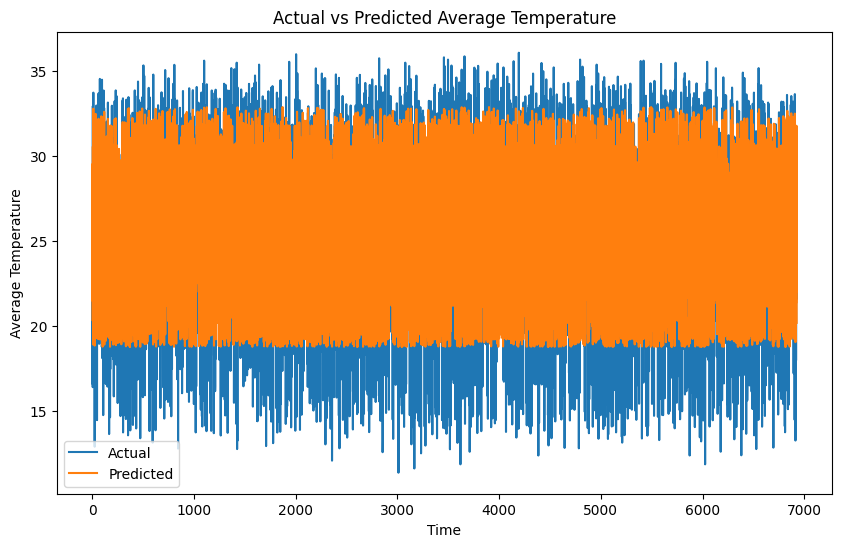 Actual vs Predicted Average Temperature
Average Temperature
35
30
25
20
15
Actual
Predicted
0 1000 2000 3000 4000 5000 6000 7000
Time